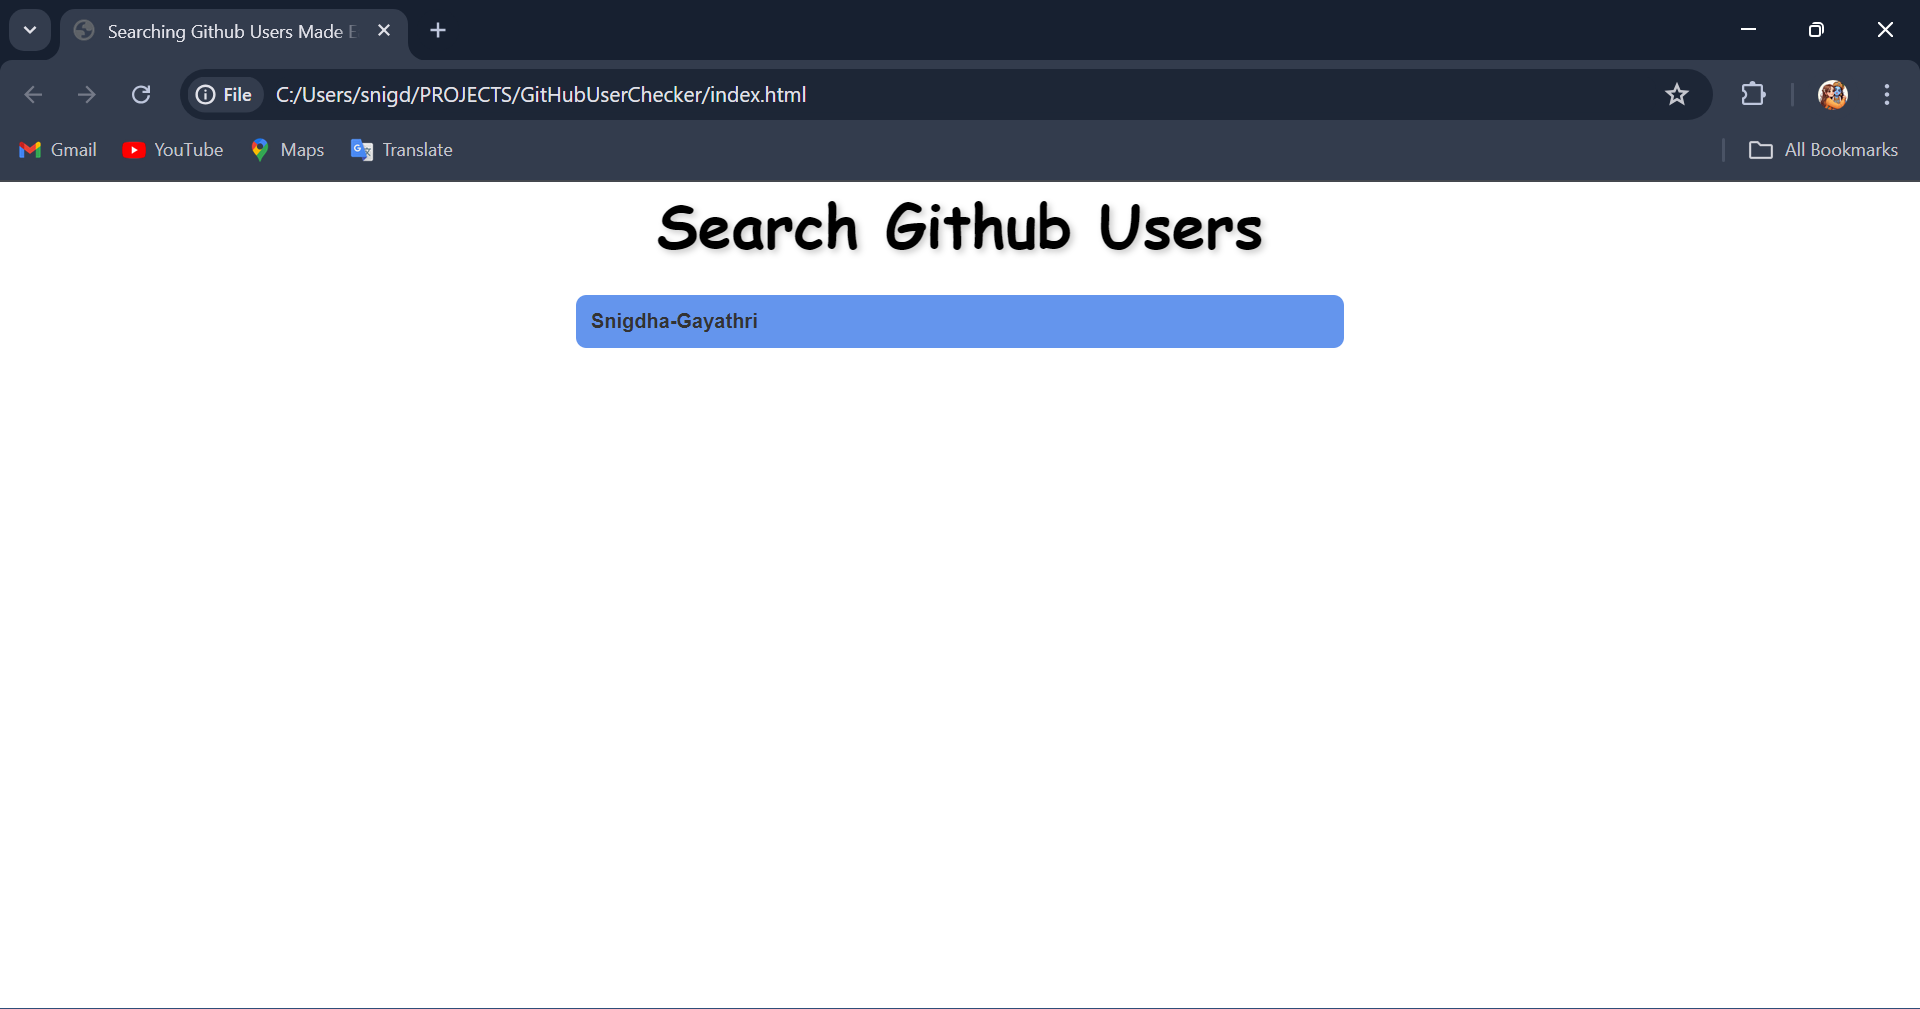 Searching Github Users Made E
File
C:/Users/snigd/PROJECTS/GitHubUserChecker/index.html
Gmail
YouTube
Maps
Translate
All Bookmarks
Search Github Users
Snigdha-Gayathri